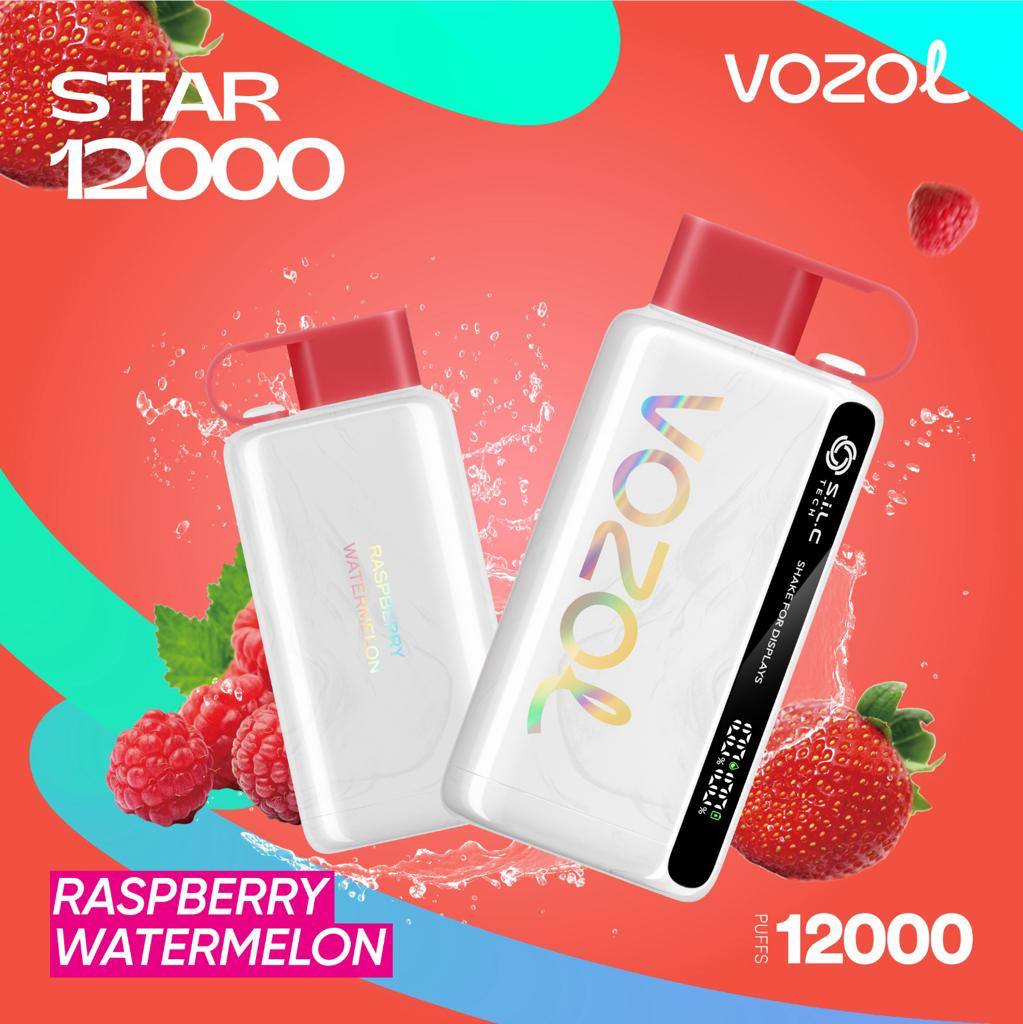 STAR
12000
VOZOL
RASPBERRY
WATERMELON
VOZOL
S.i.L.C
TECH
SHAKE FOR DISPLAYS
RASPBERRY
WATERMELON
PUFFS 12000